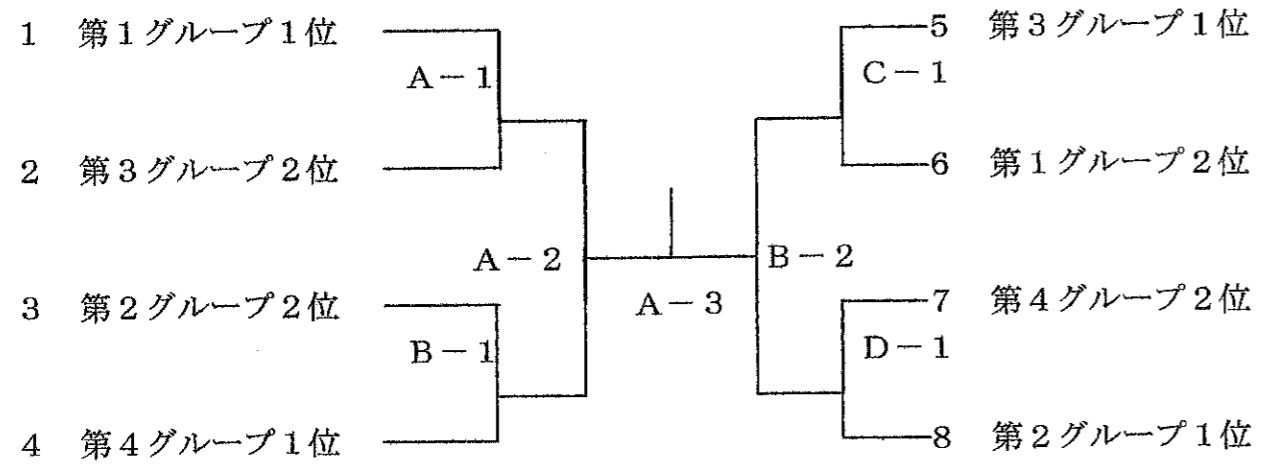 1 第1グループ1位
5 第3グループ1位
A－1
C－1
2 第3グループ2位
6 第1グループ2位
A－2
B－2
A－3
3 第2グループ2位
7 第4グループ2位
B－1
D－1
4 第4グループ1位
8 第2グループ1位